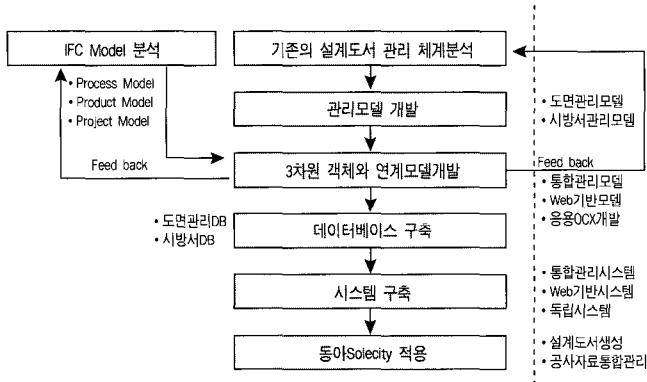 IFC Model 분석
기존의 설계도서 관리 체계분석
• Process Model
• Product Model
• Project Model
관리모델 개발
• 도면관리모델
• 시방서관리모델
Feed back
3차원 객체와 연계모델개발
Feed back
• 통합관리모델
• Web기반모델
• 응용OCX개발
• 도면관리DB
• 시방서DB
데이터베이스 구축
시스템 구축
• 통합관리시스템
• Web기반시스템
• 독립시스템
동아Solecity 적용
• 설계도서생성
• 공사자료통합관리